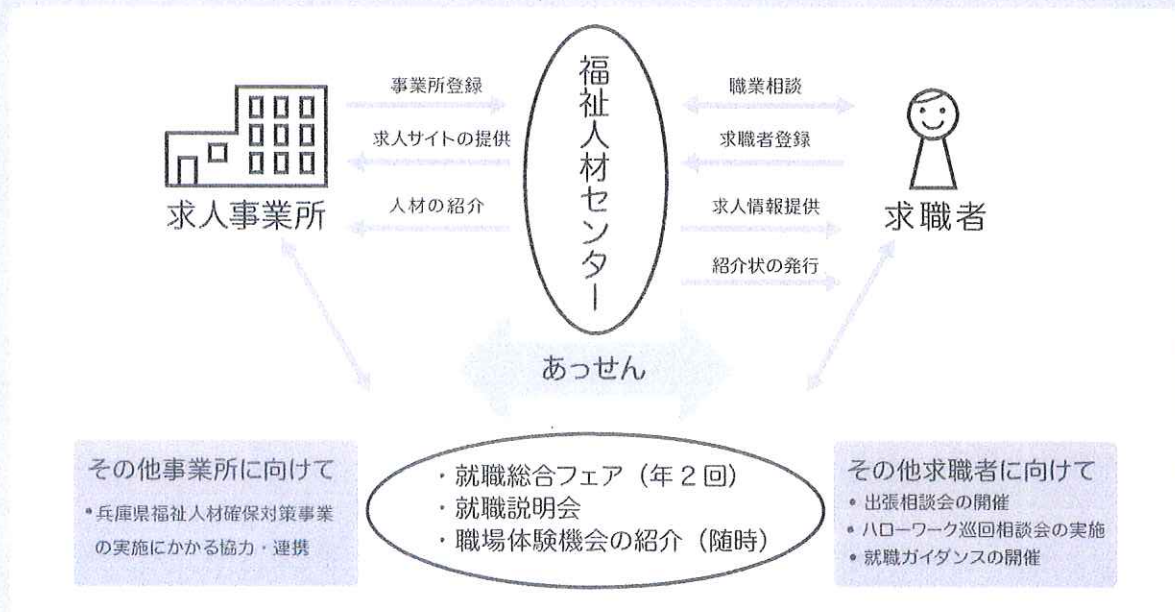 福祉人材センター
事業所登録
求人サイトの提供
人材の紹介
求人事業所
職業相談
求職者登録
求人情報提供
紹介状の発行
求職者
あっせん
その他事業所に向けて
•兵庫県福祉人材確保対策事業
の実施にかかる協力・連携
・就職総合フェア（年２回）
・就職説明会
・職場体験機会の紹介（随時）
その他求職者に向けて
• 出張相談会の開催
• ハローワーク巡回相談会の実施
• 就職ガイダンスの開催